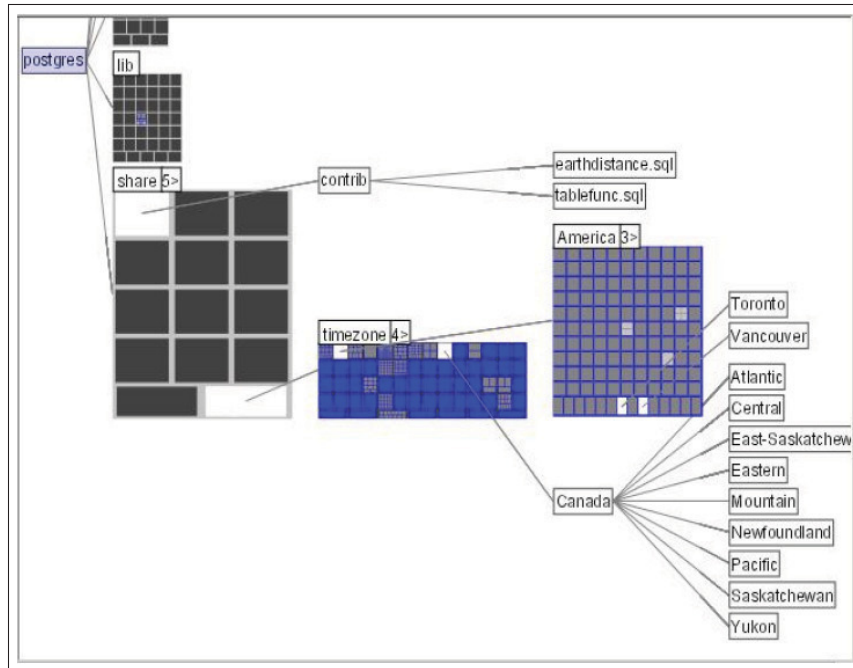 postgres
lib
share 5>
contrib
earthdistance.sql
tablefunc.sql
America 3>
timezone 4>
Toronto
Vancouver
Atlantic
Central
East-Saskatchew
Eastern
Canada
Mountain
Newfoundland
Pacific
Saskatchewan
Yukon